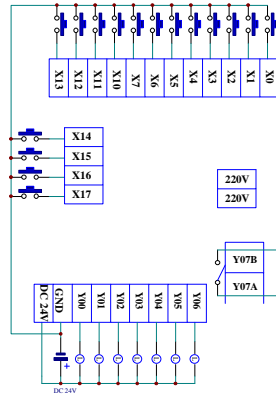 X13 X12 X11 X10 X7 X6 X5 X4 X3 X2 X1 X0
X14
X15
X16
X17
220V
220V
Y07B
Y07A
DC 24V GND Y00 Y01 Y02 Y03 Y04 Y05 Y06
L L L L L L L
+
DC 24V